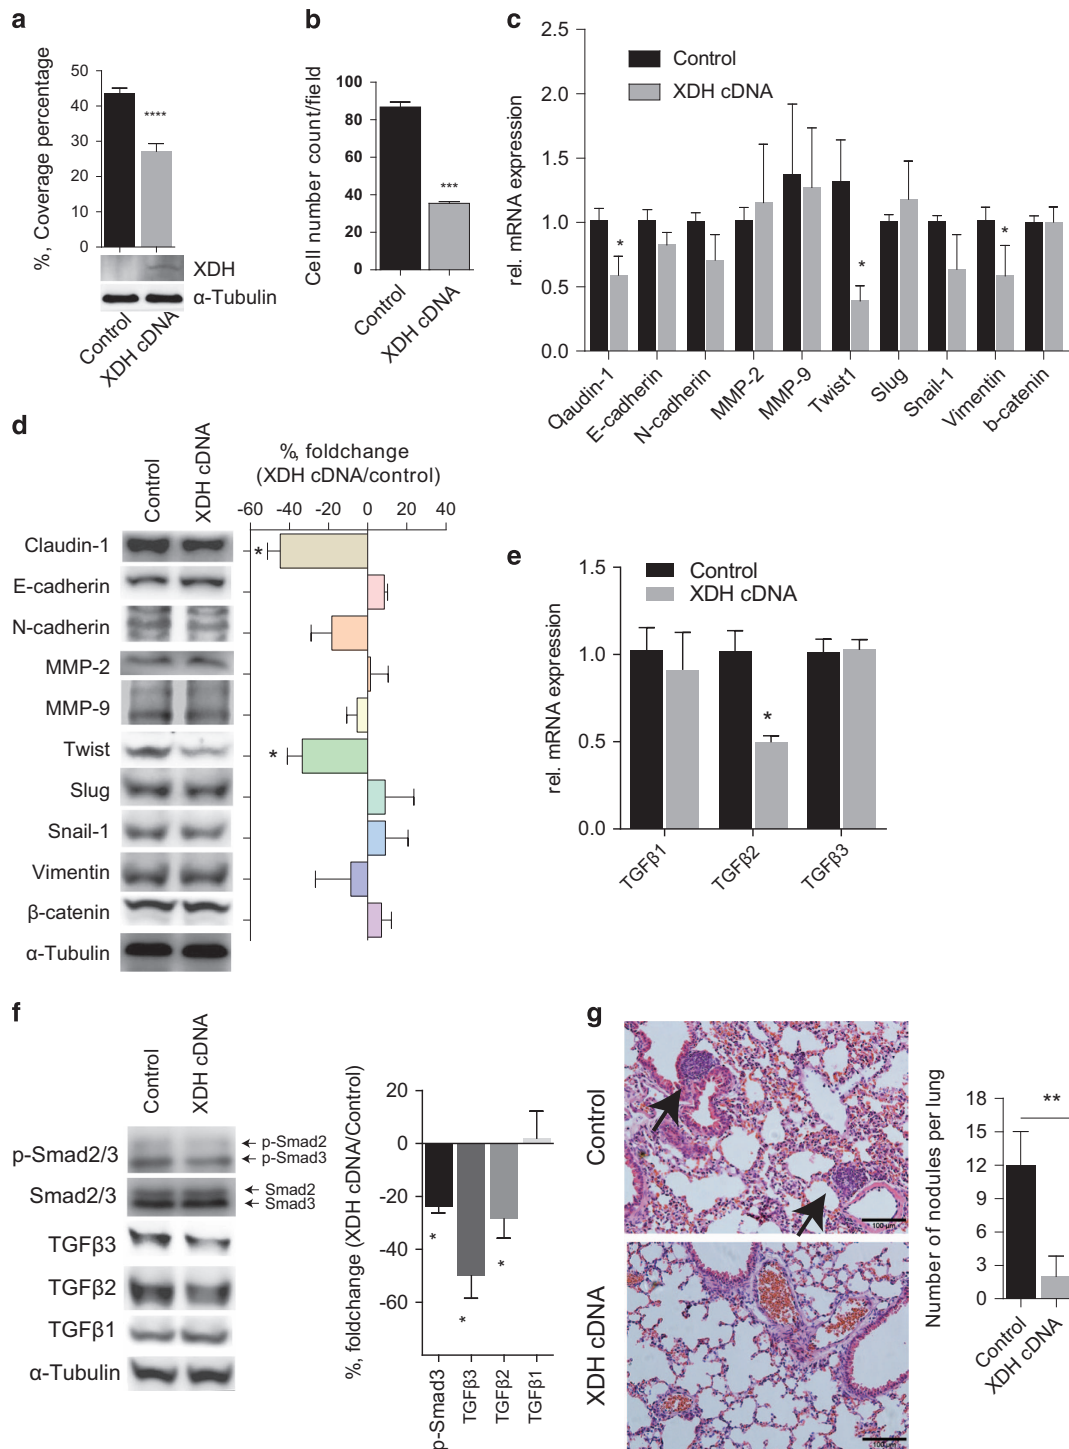 a
%, Coverage percentage
50
40
30
20
10
0
****
XDH
α-Tubulin
Control
XDH cDNA
b
Cell number count/field
100
80
60
40
20
0
***
Control
XDH cDNA
c
rel. mRNA expression
2.5
2.0
1.5
1.0
0.5
0.0
Control
XDH cDNA
*
*
*
Qaudin-1
E-cadherin
N-cadherin
MMP-2
MMP-9
Twist1
Slug
Snail-1
Vimentin
b-catenin
d
Control
XDH cDNA
%, foldchange
(XDH cDNA/control)
-60 -40 -20 0 20 40
Claudin-1
E-cadherin
N-cadherin
MMP-2
MMP-9
Twist
Slug
Snail-1
Vimentin
β-catenin
α-Tubulin
*
*
e
rel. mRNA expression
1.5
1.0
0.5
0.0
Control
XDH cDNA
*
TGFβ1
TGFβ2
TGFβ3
f
Control
XDH cDNA
p-Smad2/3
p-Smad2
p-Smad3
Smad2/3
Smad2
Smad3
TGFβ3
TGFβ2
TGFβ1
α-Tubulin
%, foldchange (XDH cDNA/Control)
20
0
-20
-40
-60
*
*
*
p-Smad3
TGFβ3
TGFβ2
TGFβ1
g
Control
100 μm
XDH cDNA
100 μm
Number of nodules per lung
18
15
12
9
6
3
0
**
Control
XDH cDNA